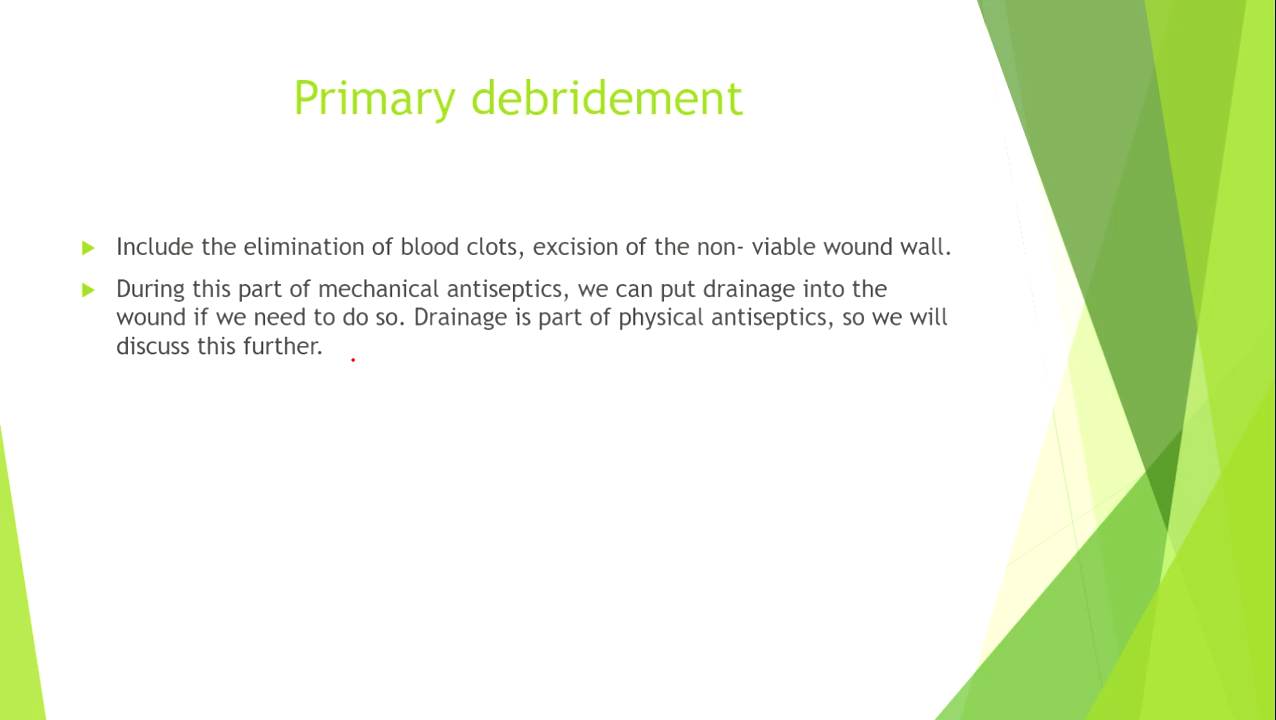 Primary debridement
Include the elimination of blood clots, excision of the non- viable wound wall.
During this part of mechanical antiseptics, we can put drainage into the
wound if we need to do so. Drainage is part of physical antiseptics, so we will
discuss this further.